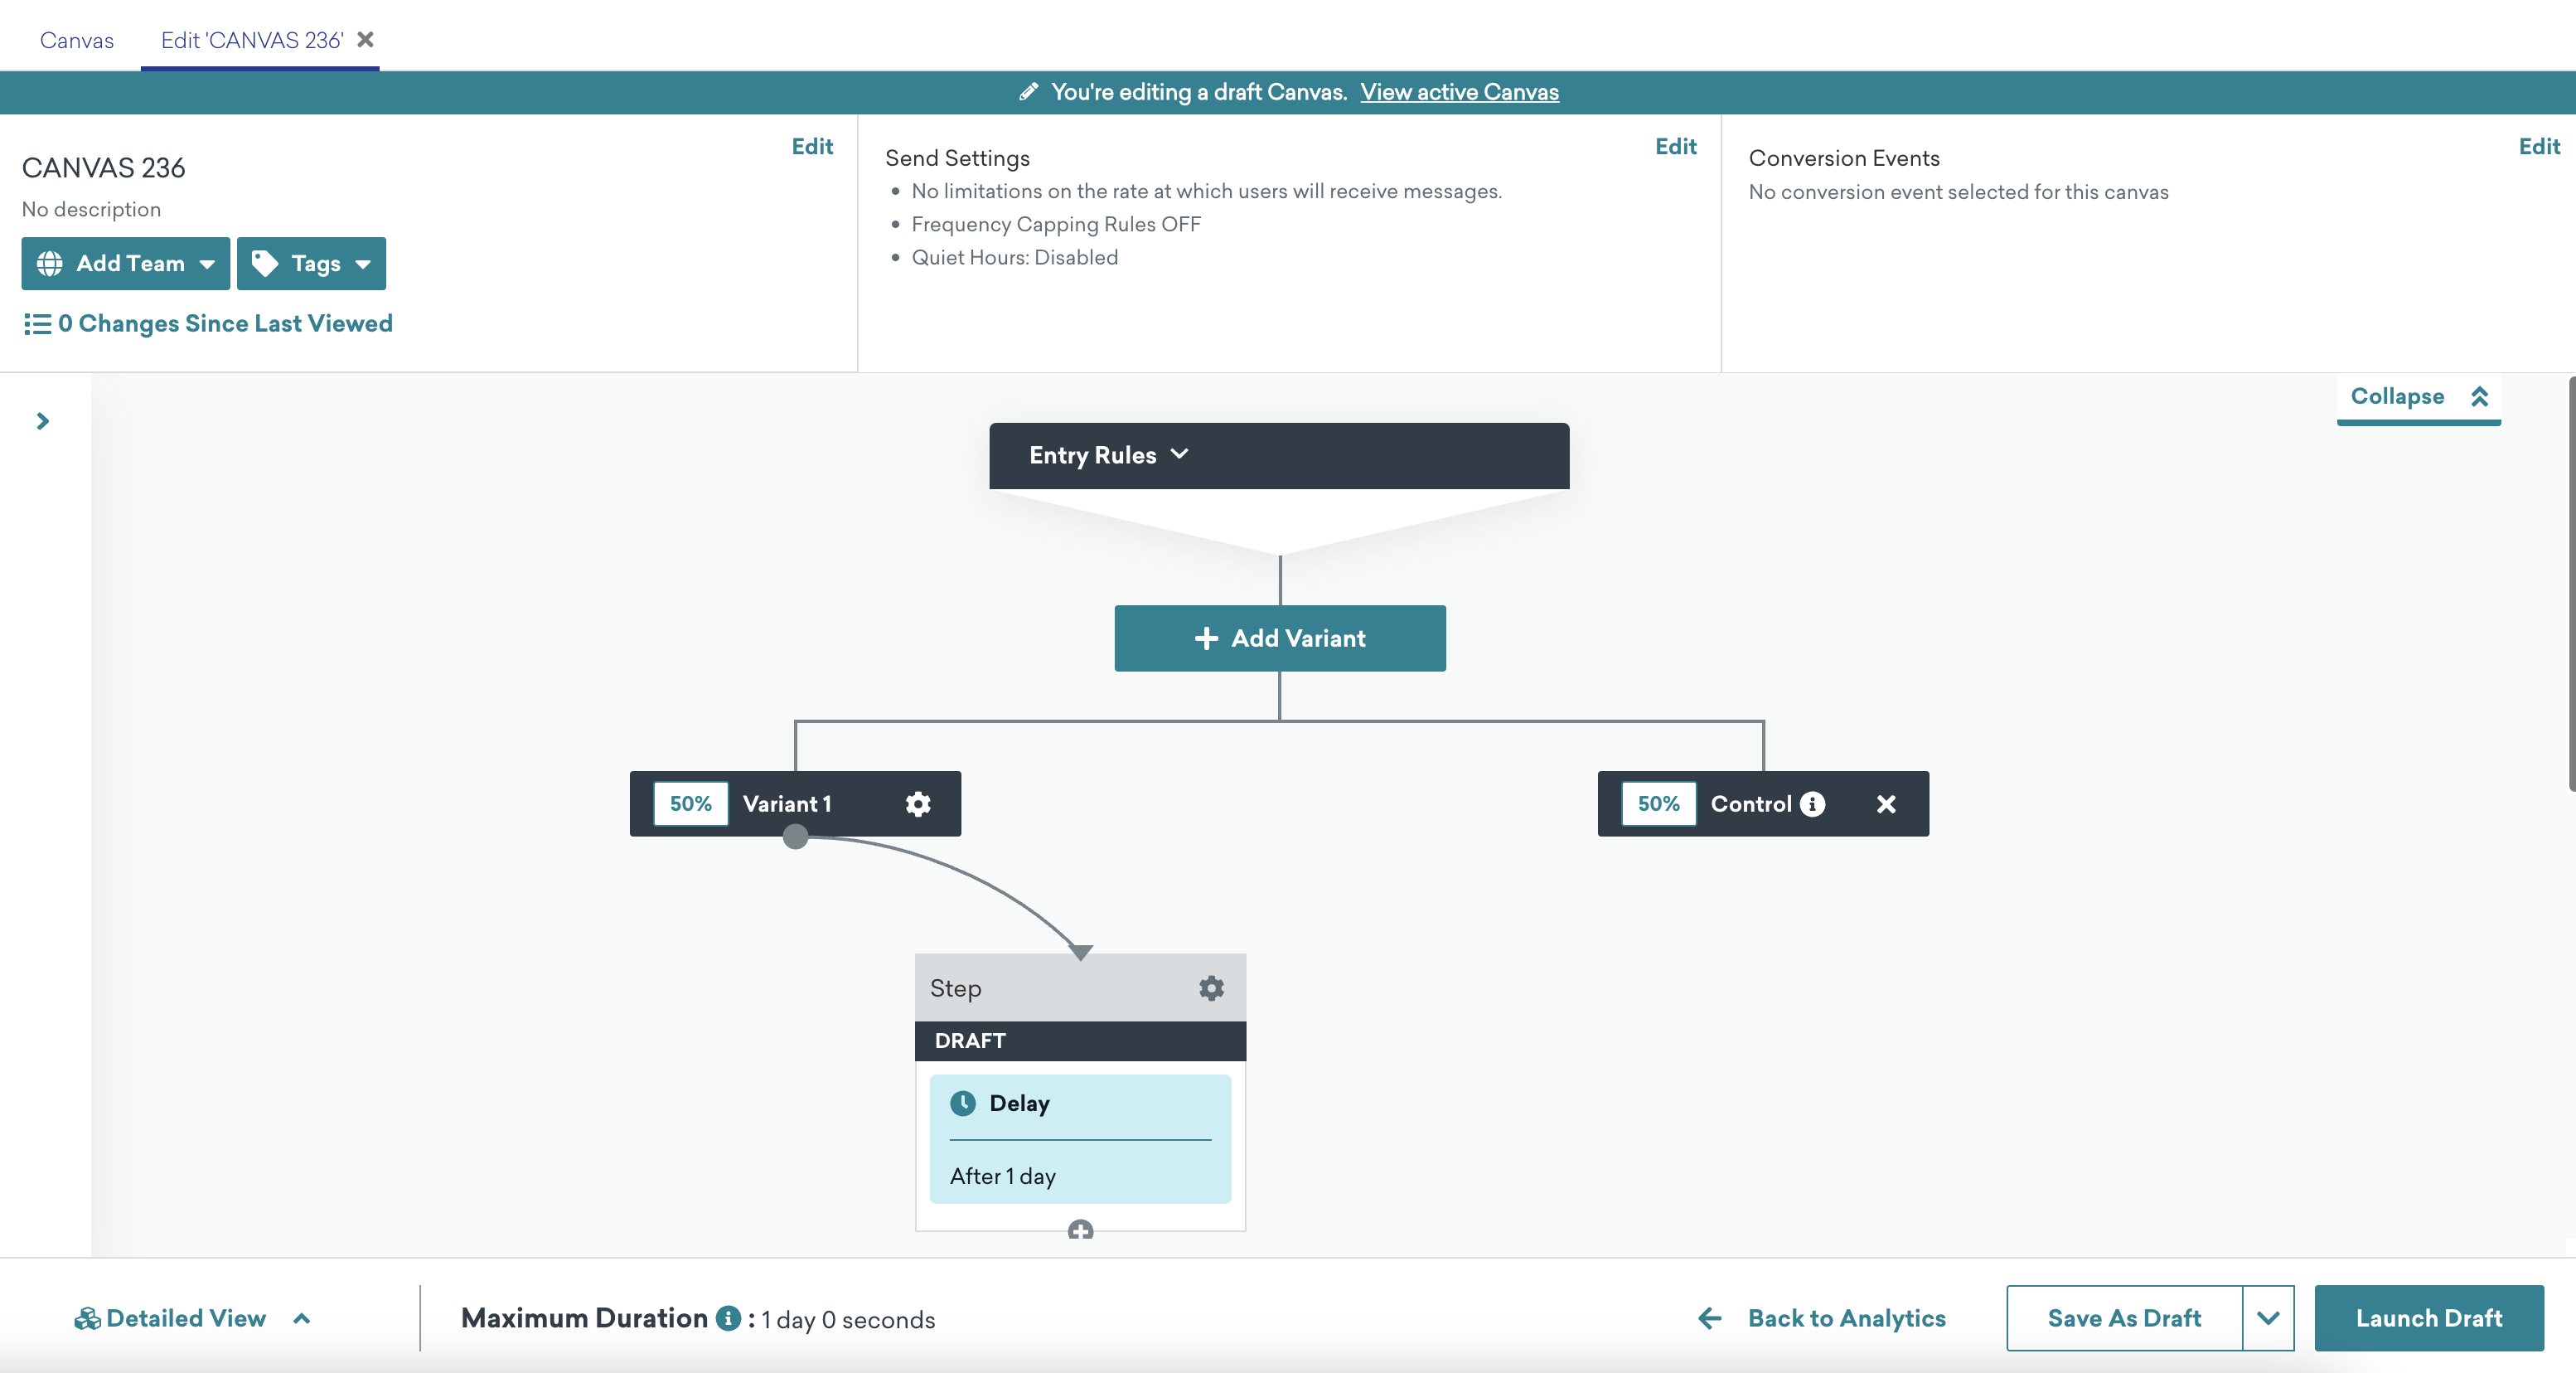 Canvas
Edit 'CANVAS 236'
You're editing a draft Canvas. View active Canvas
CANVAS 236
Edit
No description
Add Team
Tags
0 Changes Since Last Viewed
Send Settings
Edit
No limitations on the rate at which users will receive messages.
Frequency Capping Rules OFF
Quiet Hours: Disabled
Conversion Events
Edit
No conversion event selected for this canvas
Collapse
Entry Rules
Add Variant
50% Variant 1
50% Control
Step
DRAFT
Delay
After 1 day
Detailed View
Maximum Duration : 1 day 0 seconds
Back to Analytics
Save As Draft
Launch Draft